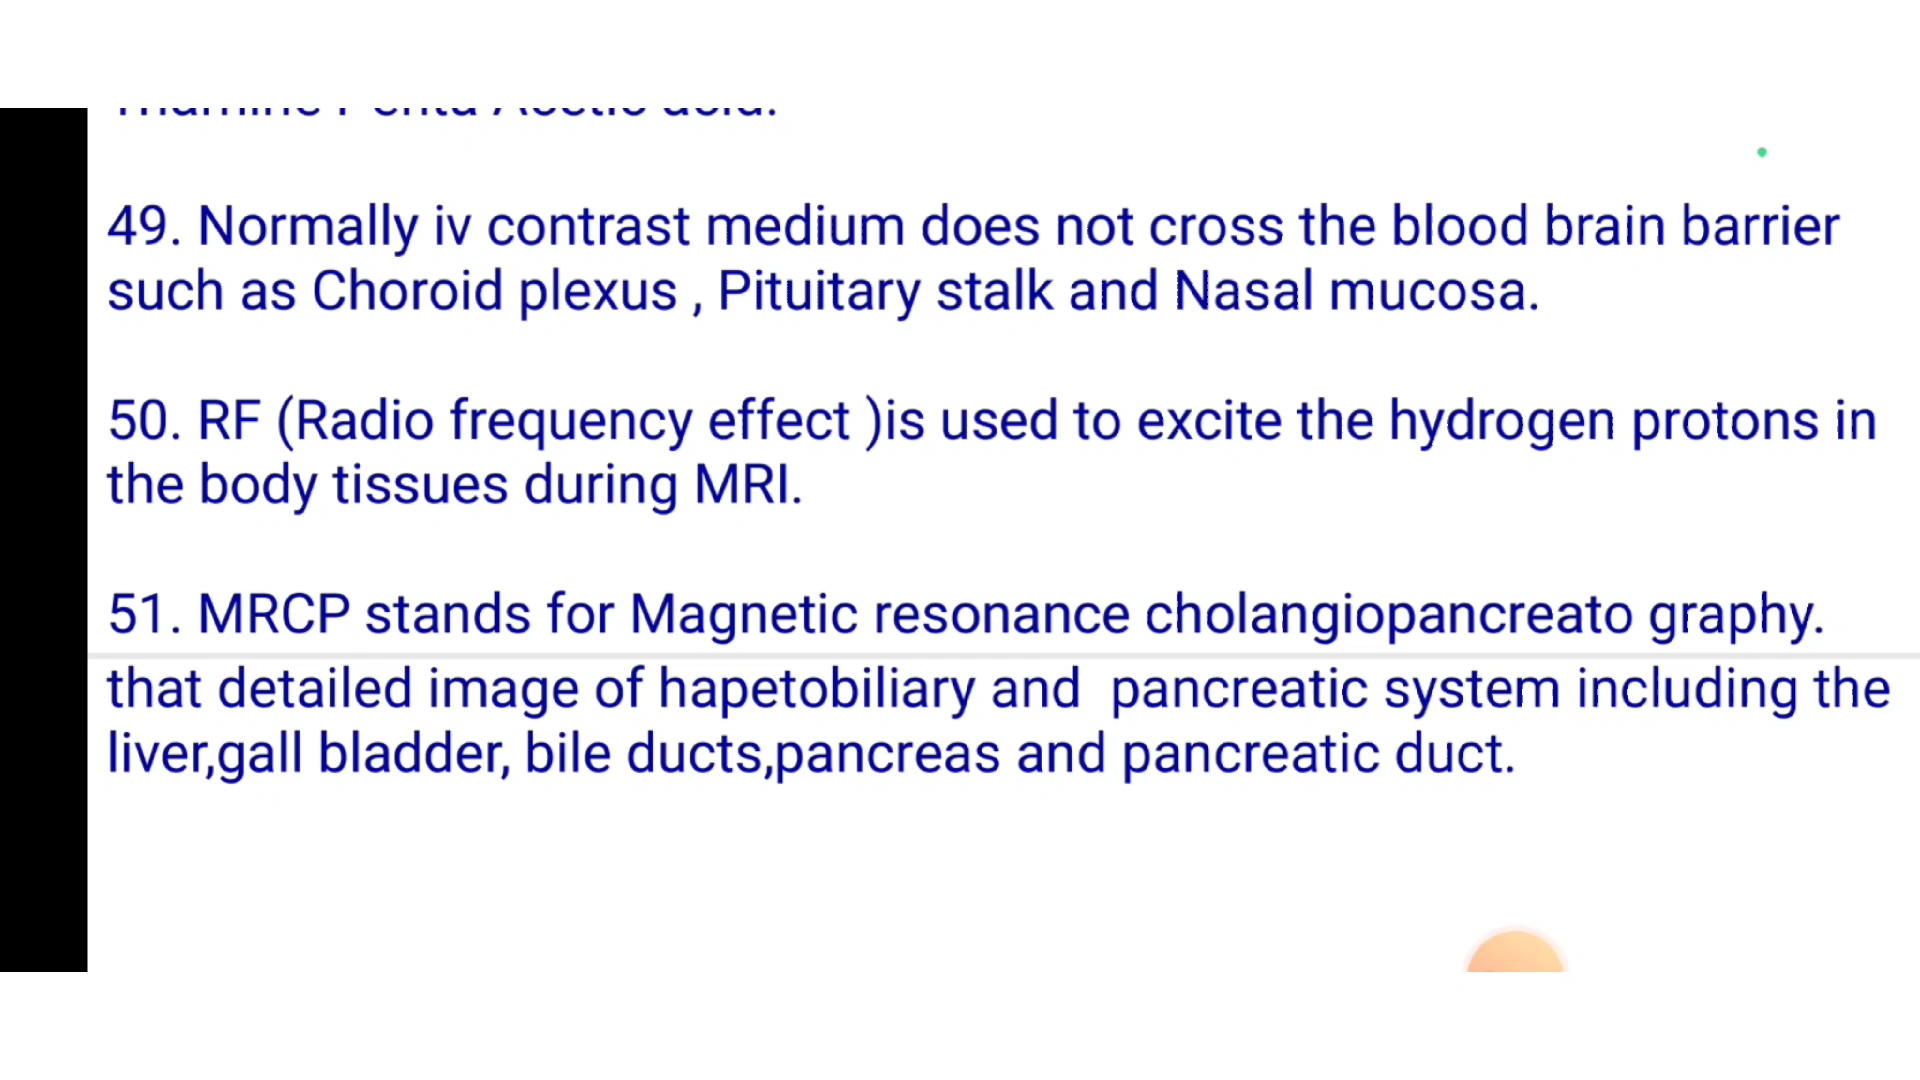 Penta Acetic acid.
49. Normally iv contrast medium does not cross the blood brain barrier
such as Choroid plexus , Pituitary stalk and Nasal mucosa.
50. RF (Radio frequency effect )is used to excite the hydrogen protons in
the body tissues during MRI.
51. MRCP stands for Magnetic resonance cholangiopancreato graphy.
that detailed image of hapetobiliary and  pancreatic system including the
liver,gall bladder, bile ducts,pancreas and pancreatic duct.